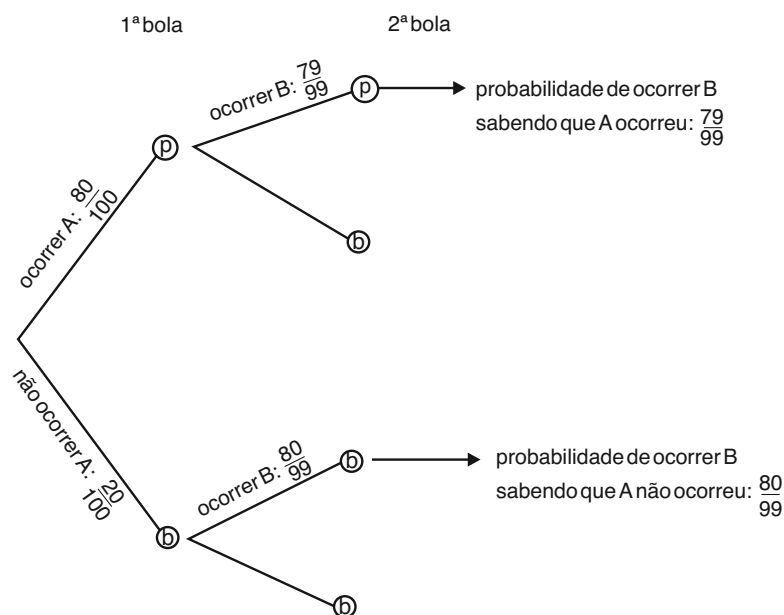 1ª bola
2ª bola
ocorrer A: 80/100
p
ocorrer B: 79/99
p
probabilidade de ocorrer B
sabendo que A ocorreu: 79/99
b
não ocorrer A: 20/100
b
ocorrer B: 80/99
b
probabilidade de ocorrer B
sabendo que A não ocorreu: 80/99
b